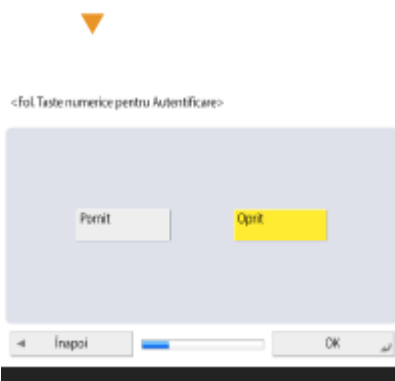 <Fol. Taste numerice pentru Autentificare>
Pornit
Oprit
Înapoi
OK